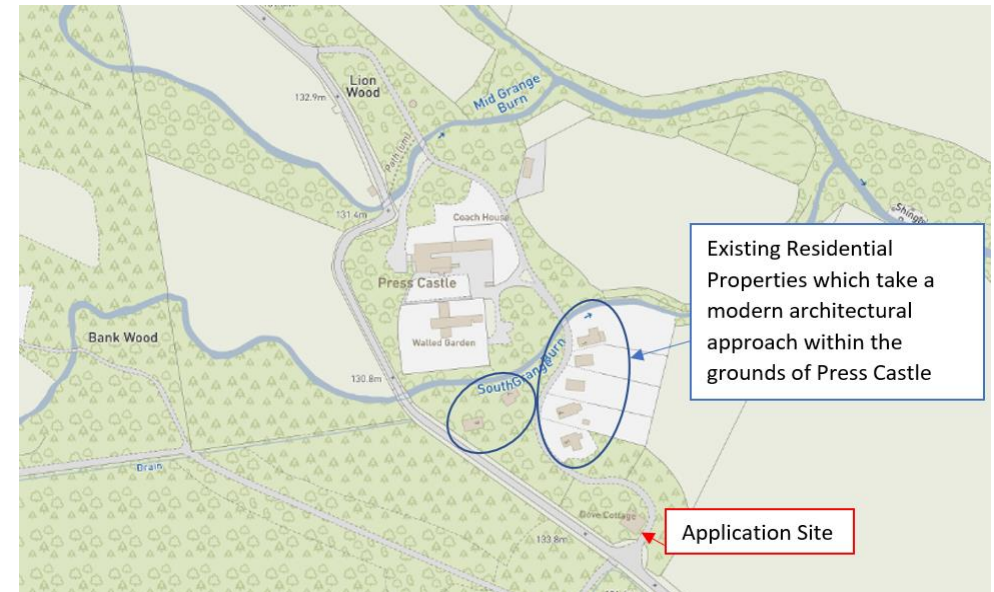 Lion
Wood
132.9m
Mid Grange
Burn
Path (um)
131.4m
Coach House
Press Castle
Walled Garden
Bank Wood
130.8m
South Grange Burn
Drain
Dove Cottage
133.8m
Existing Residential
Properties which take a
modern architectural
approach within the
grounds of Press Castle
Application Site